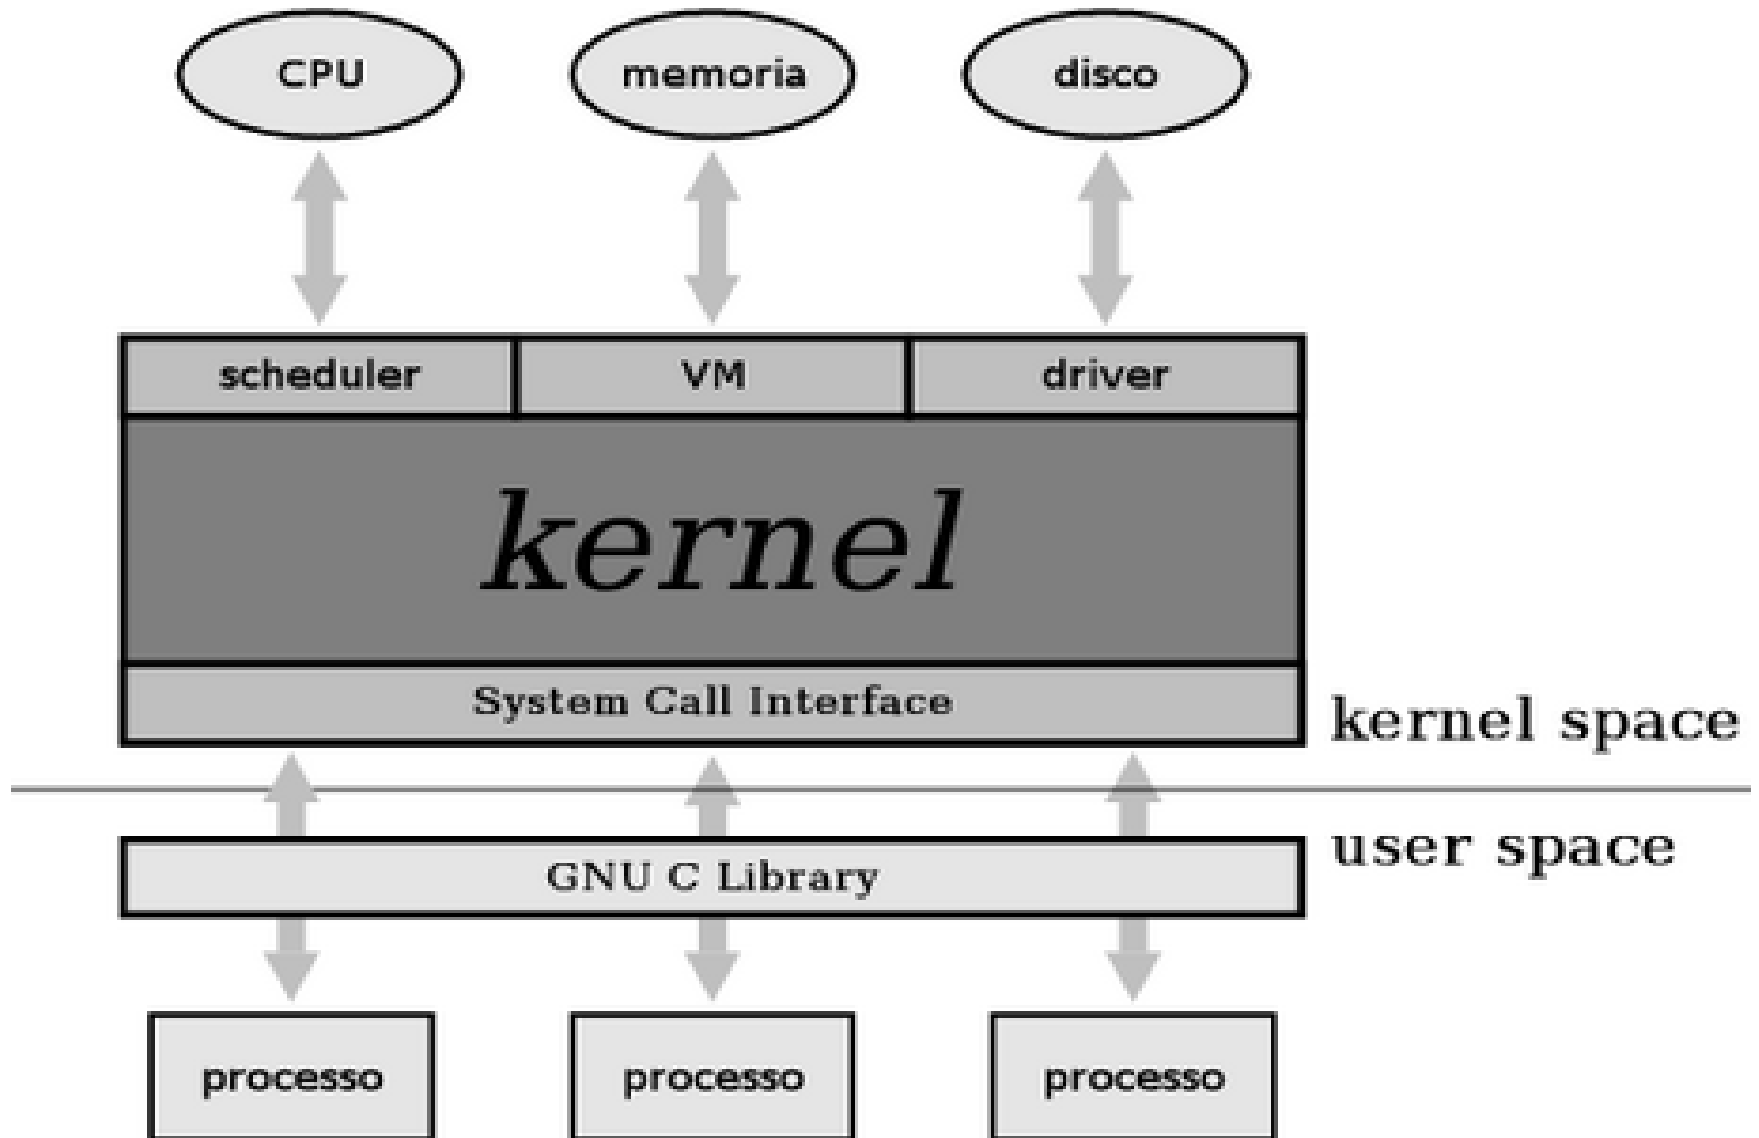 CPU
memoria
disco
scheduler
VM
driver
kernel
System Call Interface
kernel space
user space
GNU C Library
processo
processo
processo